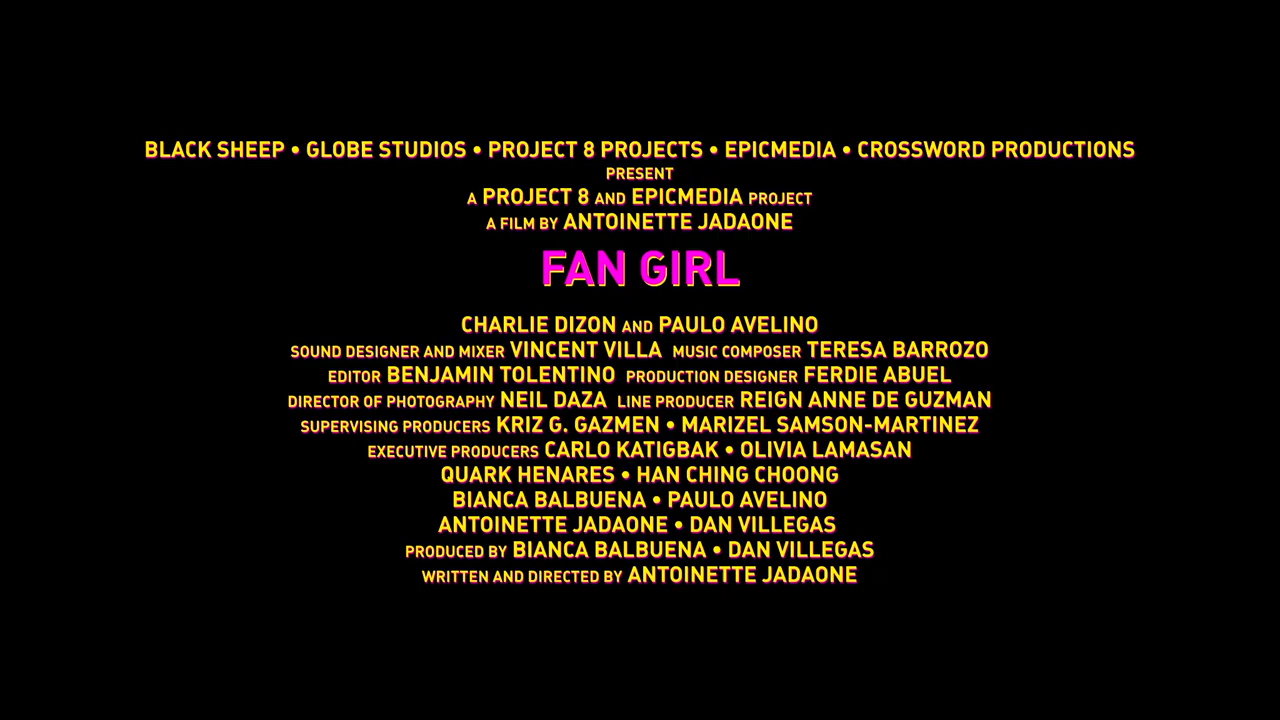 BLACK SHEEP • GLOBE STUDIOS • PROJECT 8 PROJECTS • EPICMEDIA • CROSSWORD PRODUCTIONS
PRESENT
A PROJECT 8 AND EPICMEDIA PROJECT
A FILM BY ANTOINETTE JADAONE
FAN GIRL
CHARLIE DIZON AND PAULO AVELINO
SOUND DESIGNER AND MIXER VINCENT VILLA MUSIC COMPOSER TERESA BARROZO
EDITOR BENJAMIN TOLENTINO PRODUCTION DESIGNER FERDIE ABUEL
DIRECTOR OF PHOTOGRAPHY NEIL DAZA LINE PRODUCER REIGN ANNE DE GUZMAN
SUPERVISING PRODUCERS KRIZ G. GAZMEN • MARIZEL SAMSON-MARTINEZ
EXECUTIVE PRODUCERS CARLO KATIGBAK • OLIVIA LAMASAN
QUARK HENARES • HAN CHING CHOONG
BIANCA BALBUENA • PAULO AVELINO
ANTOINETTE JADAONE • DAN VILLEGAS
PRODUCED BY BIANCA BALBUENA • DAN VILLEGAS
WRITTEN AND DIRECTED BY ANTOINETTE JADAONE